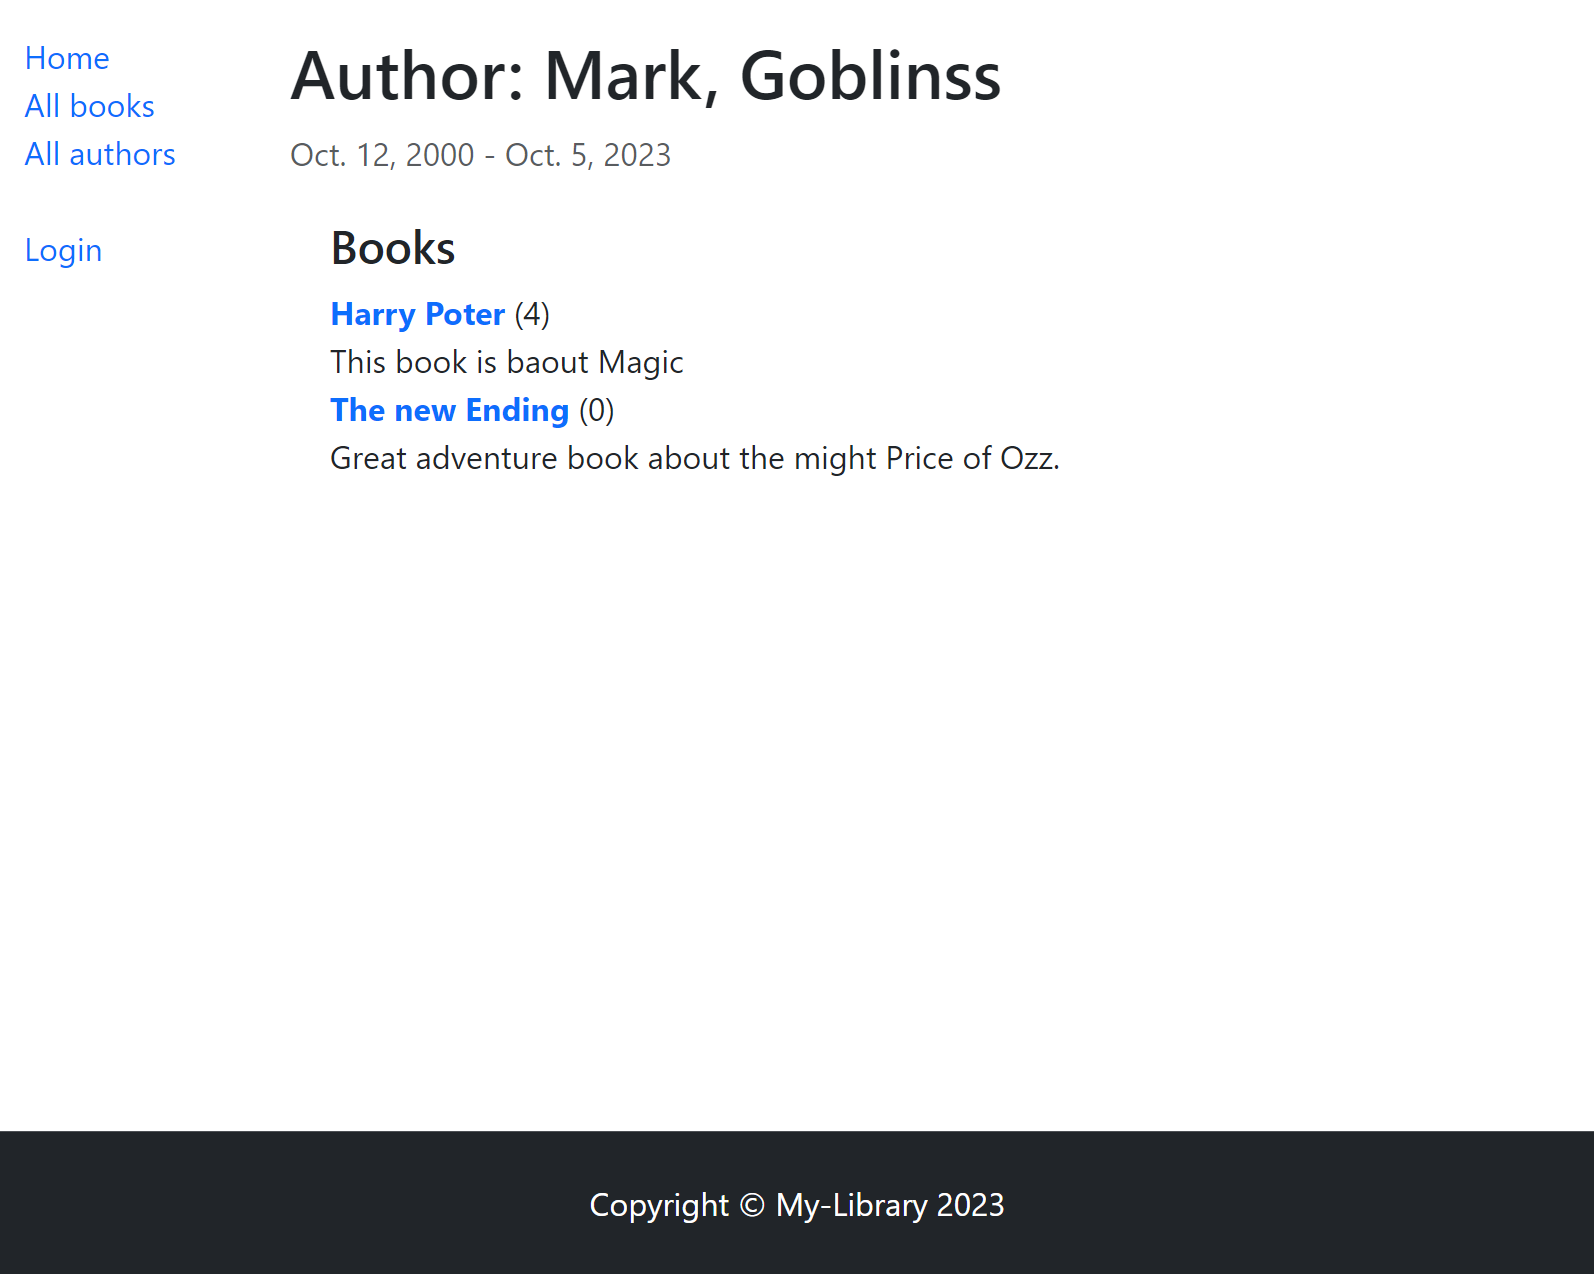 Home
All books
All authors
Login
Author: Mark, Goblinss
Oct. 12, 2000 - Oct. 5, 2023
Books
Harry Poter (4)
This book is baout Magic
The new Ending (0)
Great adventure book about the might Price of Ozz.
Copyright © My-Library 2023